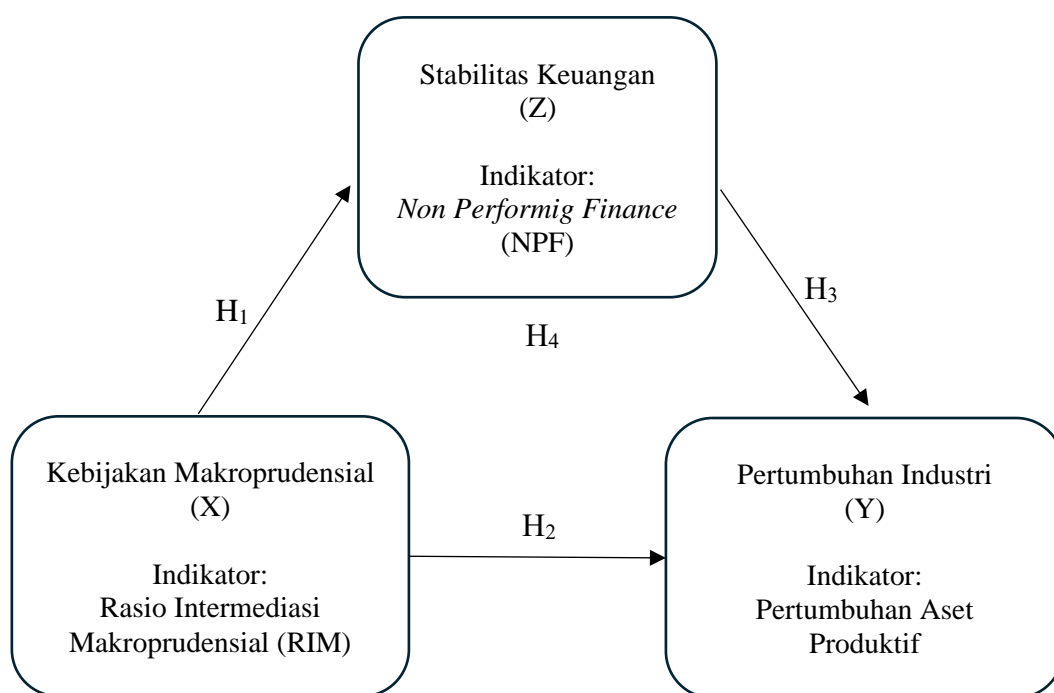 Stabilitas Keuangan
(Z)
Indikator:
Non Performig Finance
(NPF)
H1
H3
H4
Kebijakan Makroprudensial
(X)
Indikator:
Rasio Intermediasi
Makroprudensial (RIM)
H2
Pertumbuhan Industri
(Y)
Indikator:
Pertumbuhan Aset
Produktif